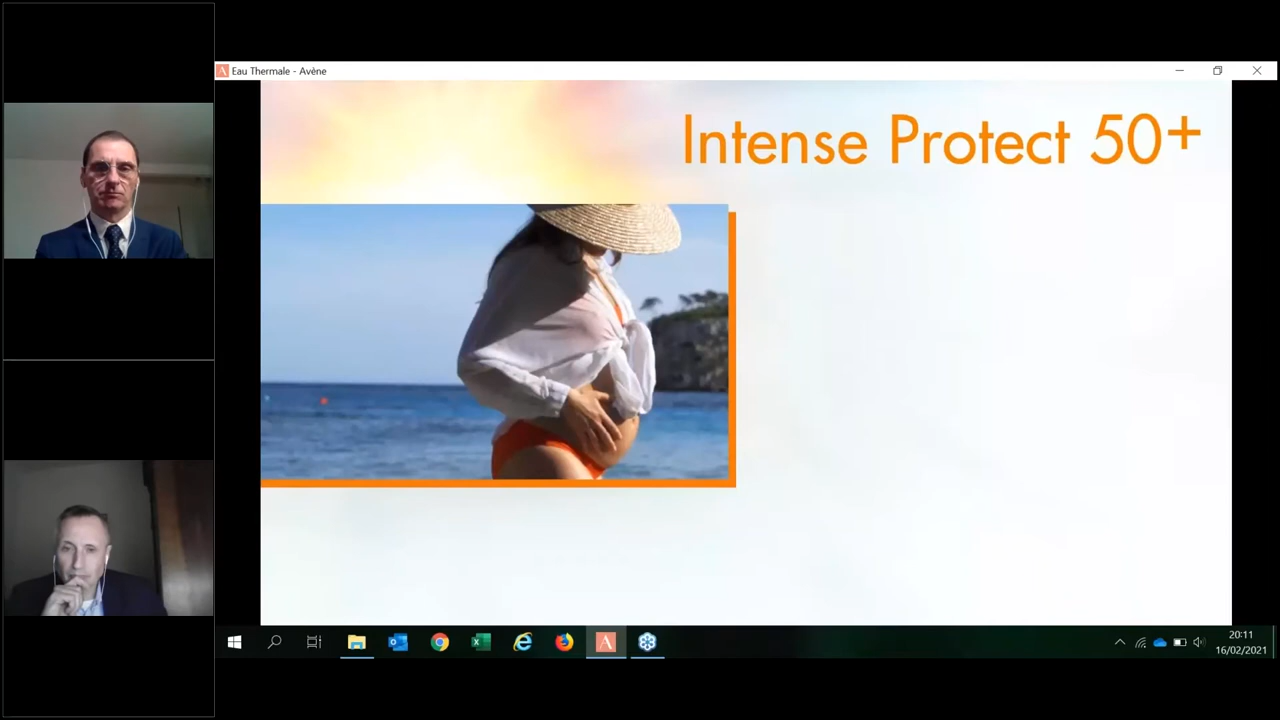 Eau Thermale - Avène
Intense Protect 50+
20:11
16/02/2021